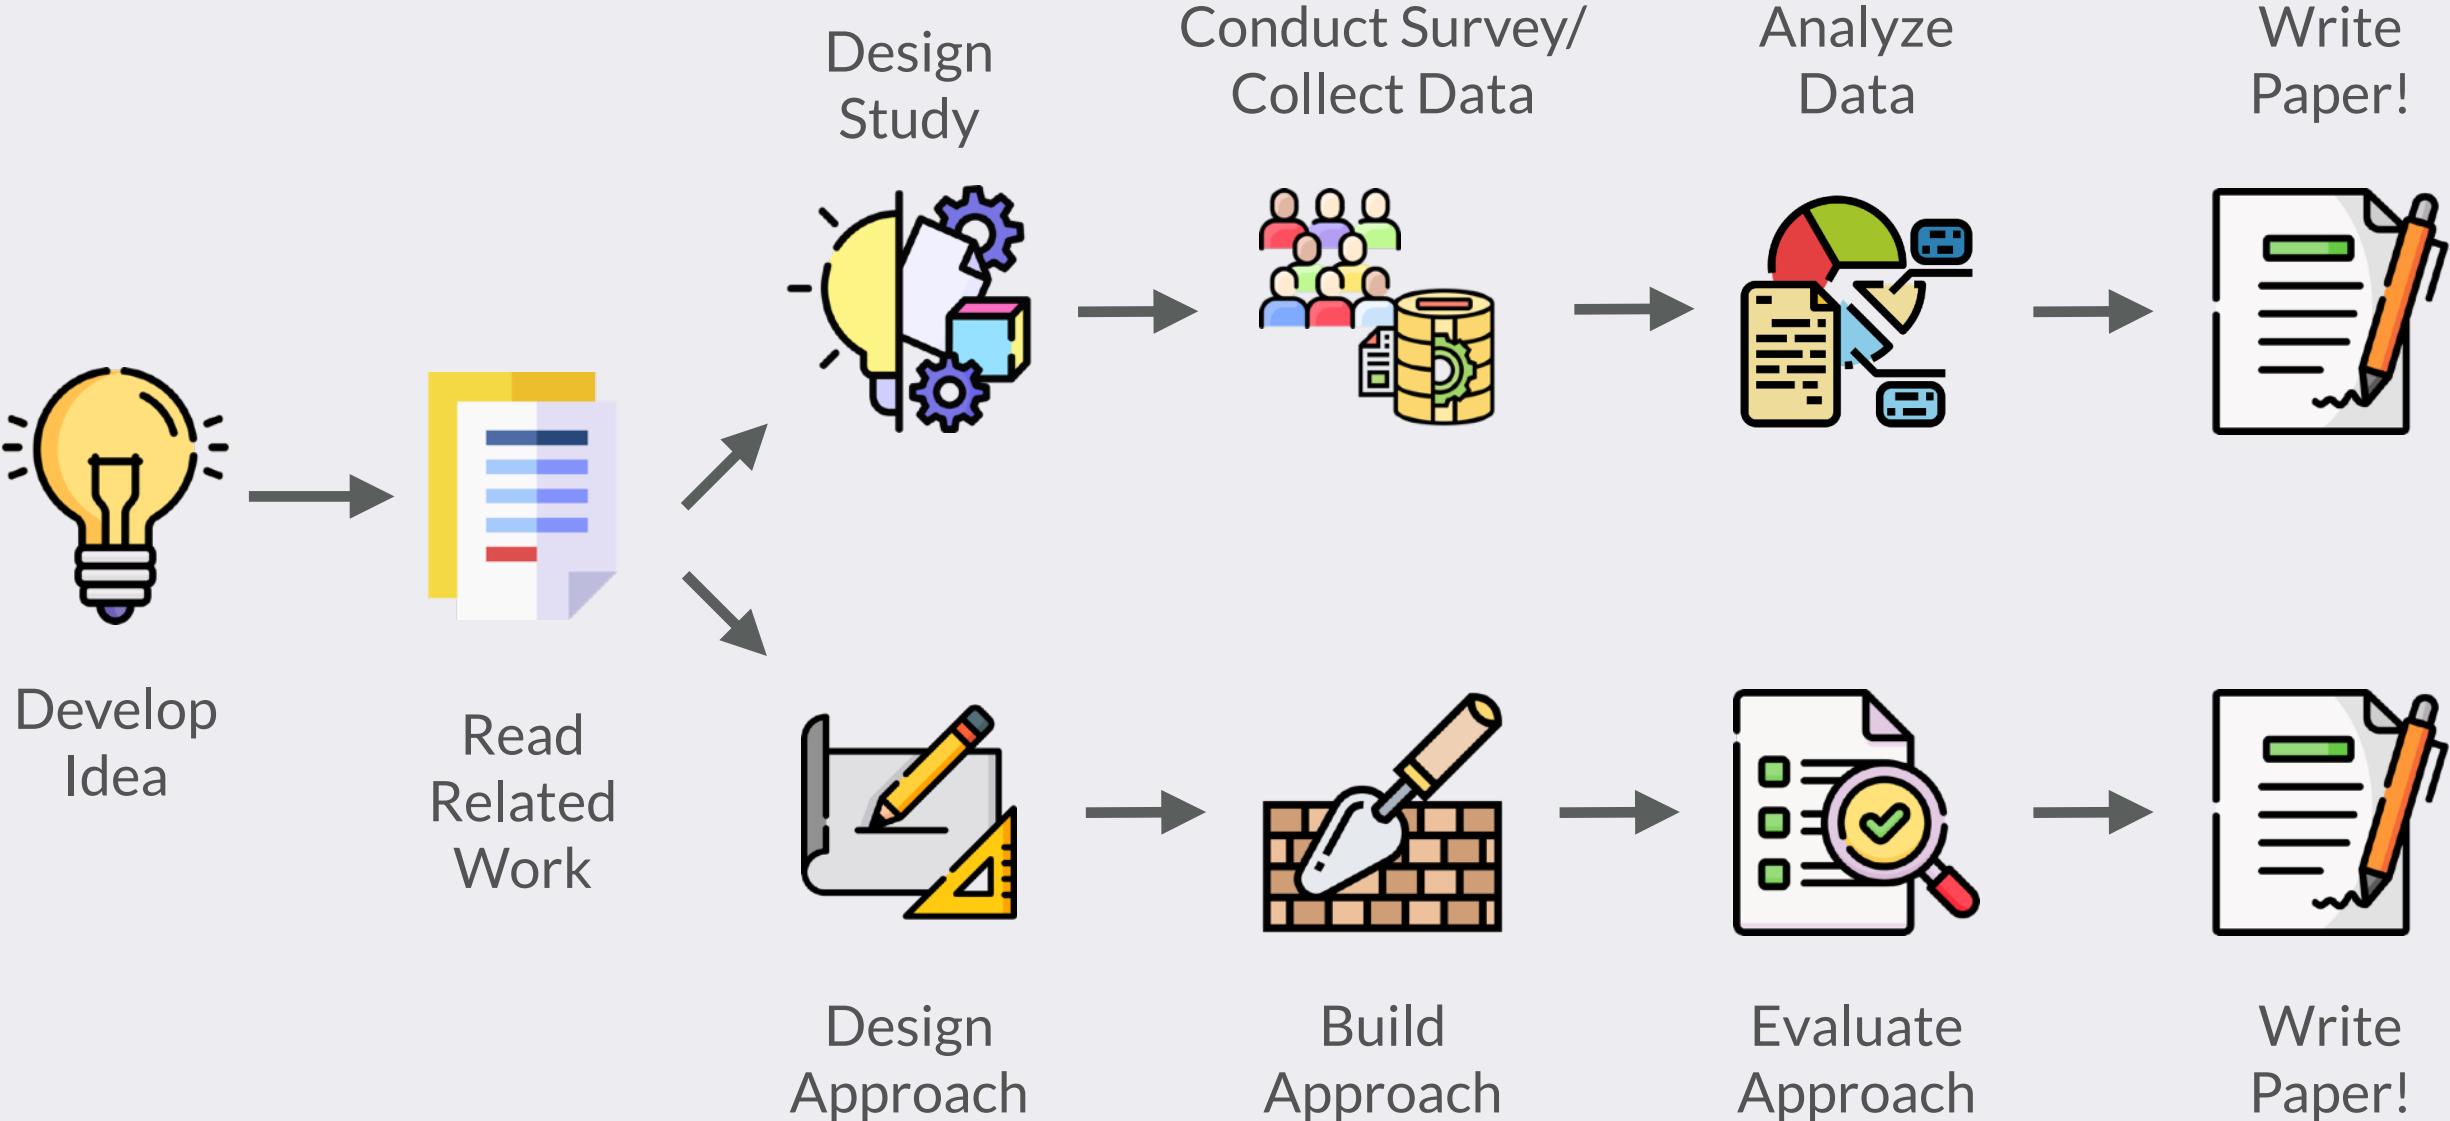 Develop
Idea
Read
Related
Work
Design
Study
Conduct Survey/
Collect Data
Analyze
Data
Write
Paper!
Design
Approach
Build
Approach
Evaluate
Approach
Write
Paper!